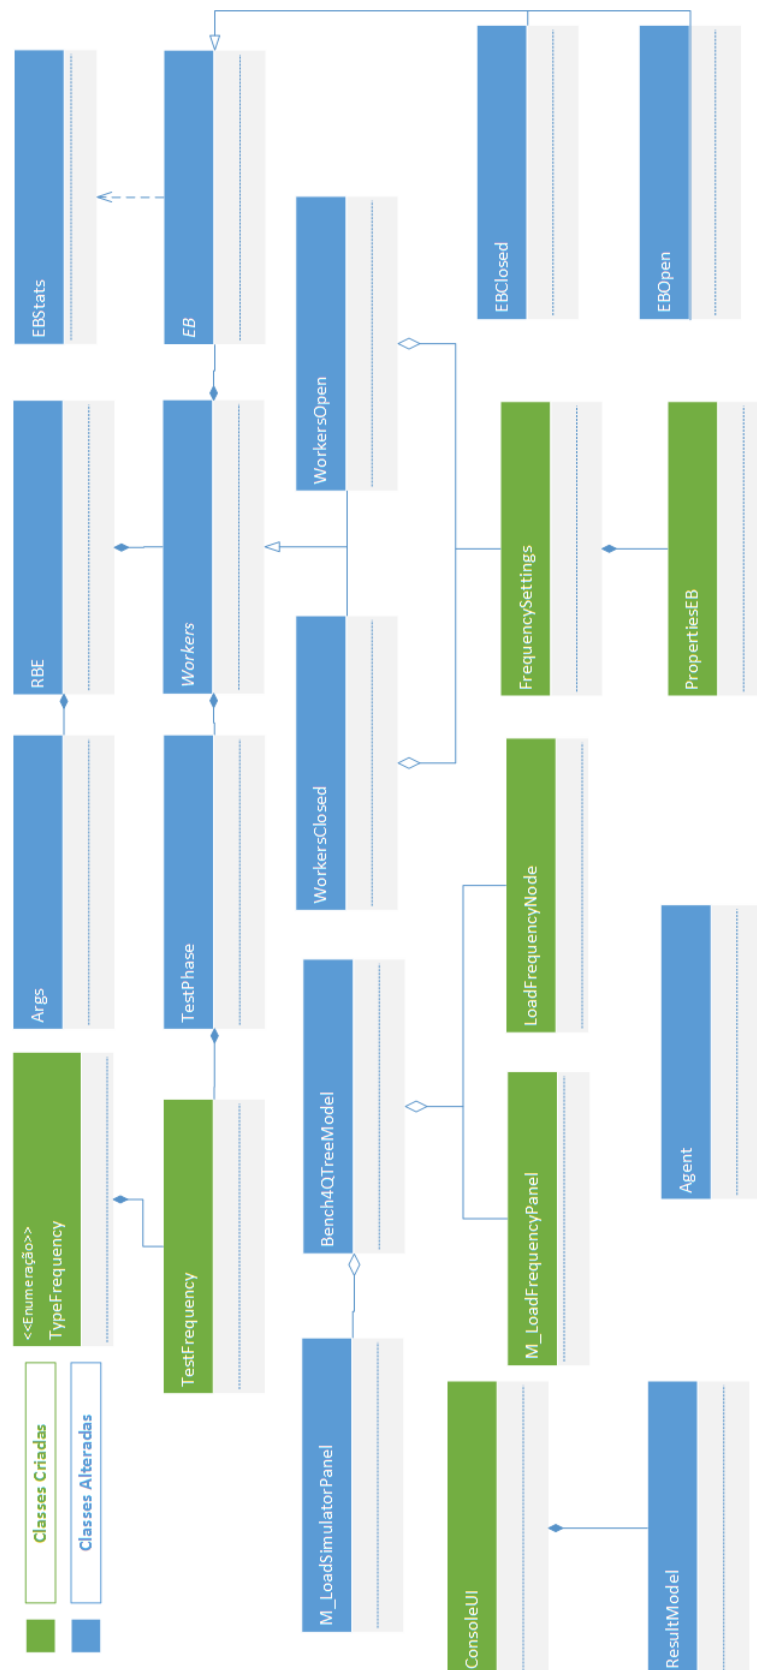 Classes Criadas
Classes Alteradas
<<Enumeração>>
TypeFrequency
Args
RBE
EBStats
TestFrequency
TestPhase
Workers
EB
M_LoadSimulatorPanel
Bench4QTreeModel
WorkersClosed
WorkersOpen
ConsoleUI
M_LoadFrequencyPanel
LoadFrequencyNode
FrequencySettings
EBClosed
ResultModel
Agent
PropertiesEB
EBOpen